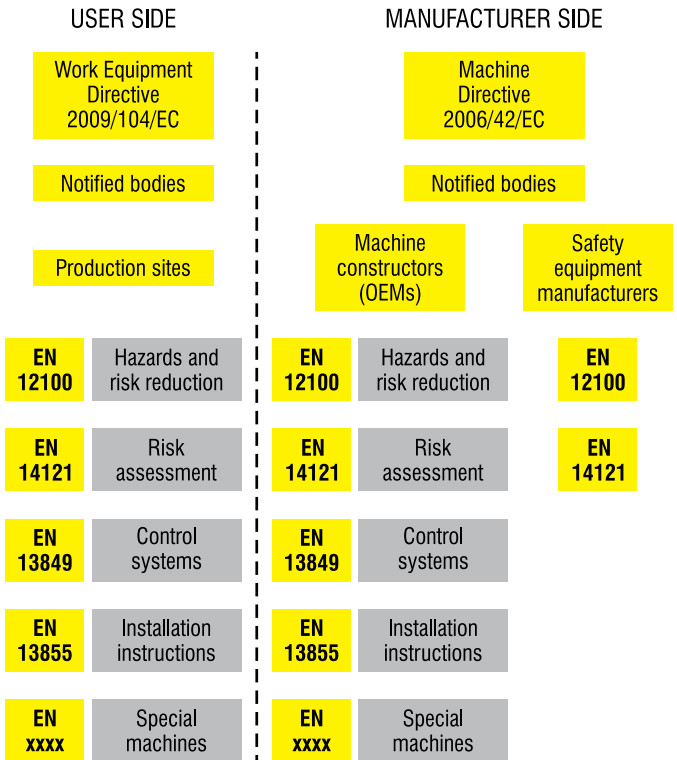 USER SIDE
MANUFACTURER SIDE
Work Equipment
Directive
2009/104/EC
Machine
Directive
2006/42/EC
Notified bodies
Notified bodies
Production sites
Machine
constructors
(OEMs)
Safety
equipment
manufacturers
EN
12100
Hazards and
risk reduction
EN
12100
Hazards and
risk reduction
EN
12100
EN
14121
Risk
assessment
EN
14121
Risk
assessment
EN
14121
EN
13849
Control
systems
EN
13849
Control
systems
EN
13855
Installation
instructions
EN
13855
Installation
instructions
EN
xxxx
Special
machines
EN
xxxx
Special
machines